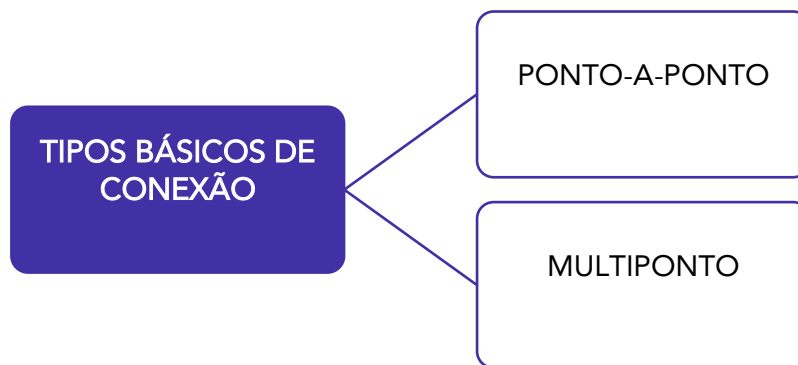 TIPOS BÁSICOS DE
CONEXÃO
PONTO-A-PONTO
MULTIPONTO